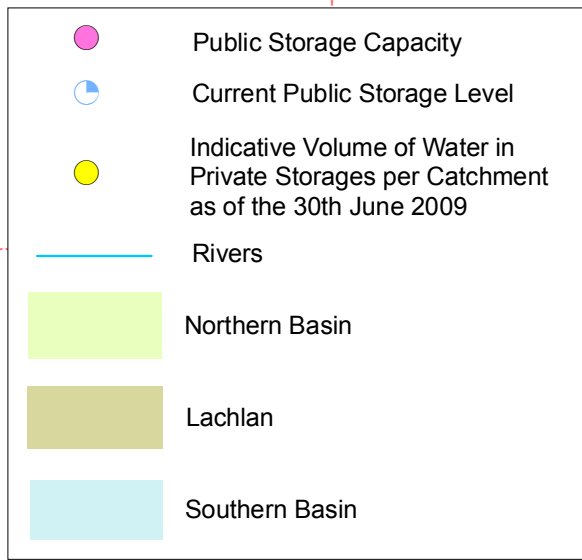 Public Storage Capacity
Current Public Storage Level
Indicative Volume of Water in
Private Storages per Catchment
as of the 30th June 2009
Rivers
Northern Basin
Lachlan
Southern Basin